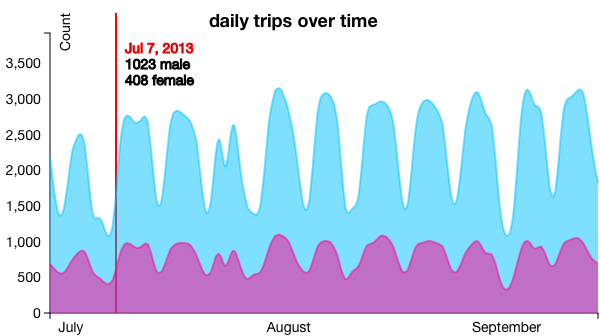 daily trips over time
Count
Jul 7, 2013
1023 male
408 female
3,500
3,000
2,500
2,000
1,500
1,000
500
0
July August September